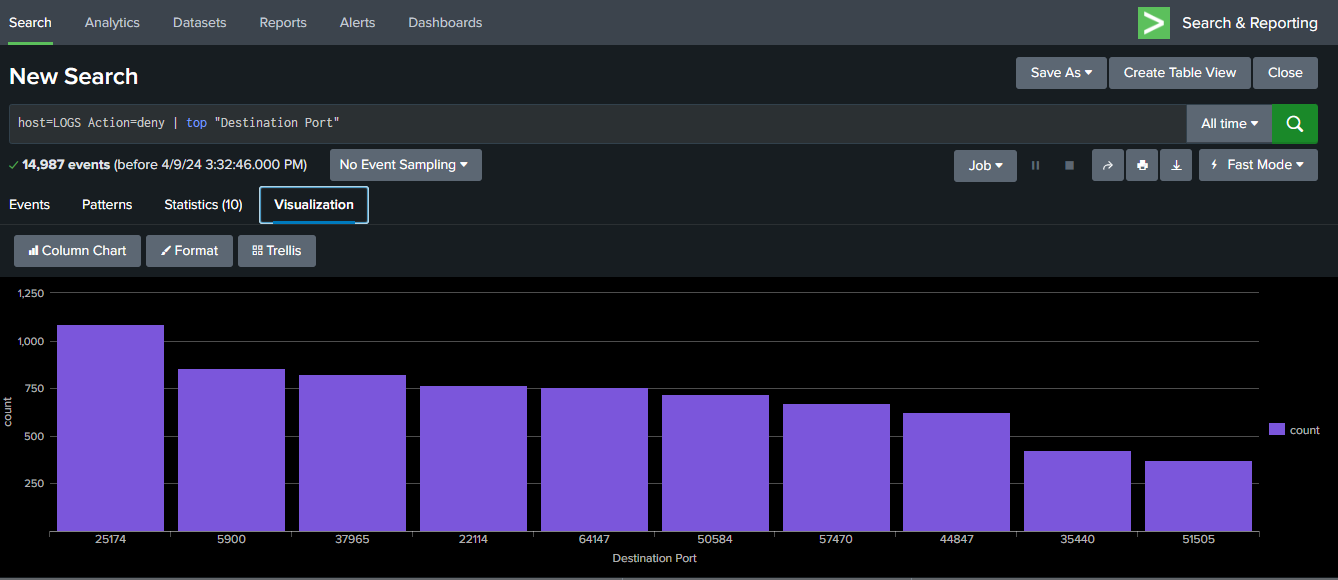 Search Analytics Datasets Reports Alerts Dashboards Search & Reporting
New Search Save As Create Table View Close
host=LOGS Action=deny | top "Destination Port" All time
14,987 events (before 4/9/24 3:32:46.000 PM) No Event Sampling Job Fast Mode
Events Patterns Statistics (10) Visualization
Column Chart Format Trellis
1,250
1,000
750
500
250
count
25174 5900 37965 22114 64147 50584 57470 44847 35440 51505
Destination Port
count